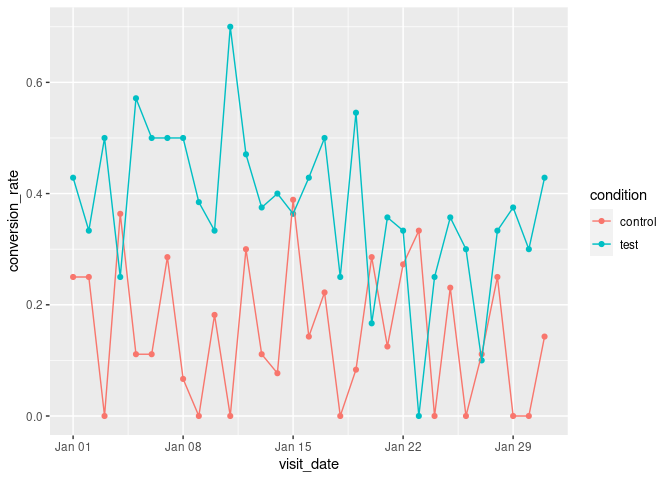 conversion_rate
0.6
0.4
0.2
0.0
Jan 01 Jan 08 Jan 15 Jan 22 Jan 29
visit_date
condition
control
test